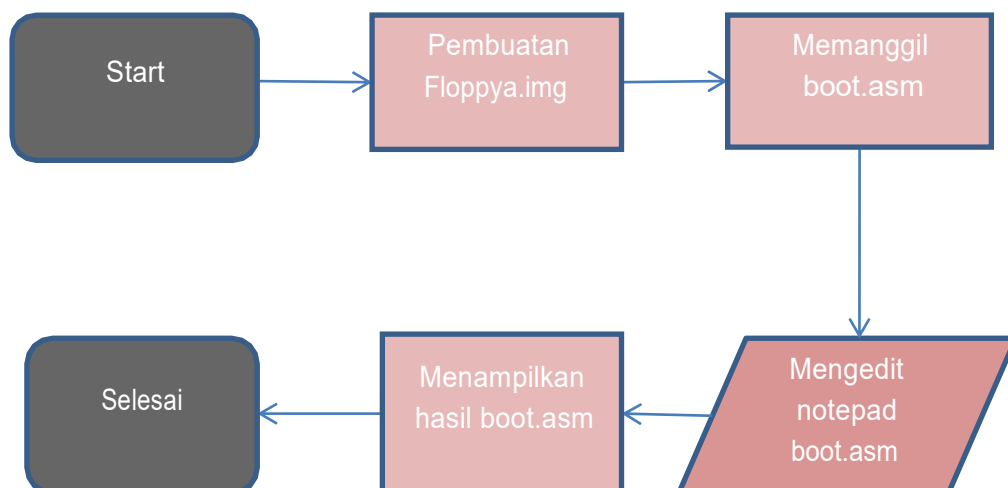 Start
Pembuatan
Floppya.img
Memanggil
boot.asm
Mengedit
notepad
boot.asm
Menampilkan
hasil boot.asm
Selesai